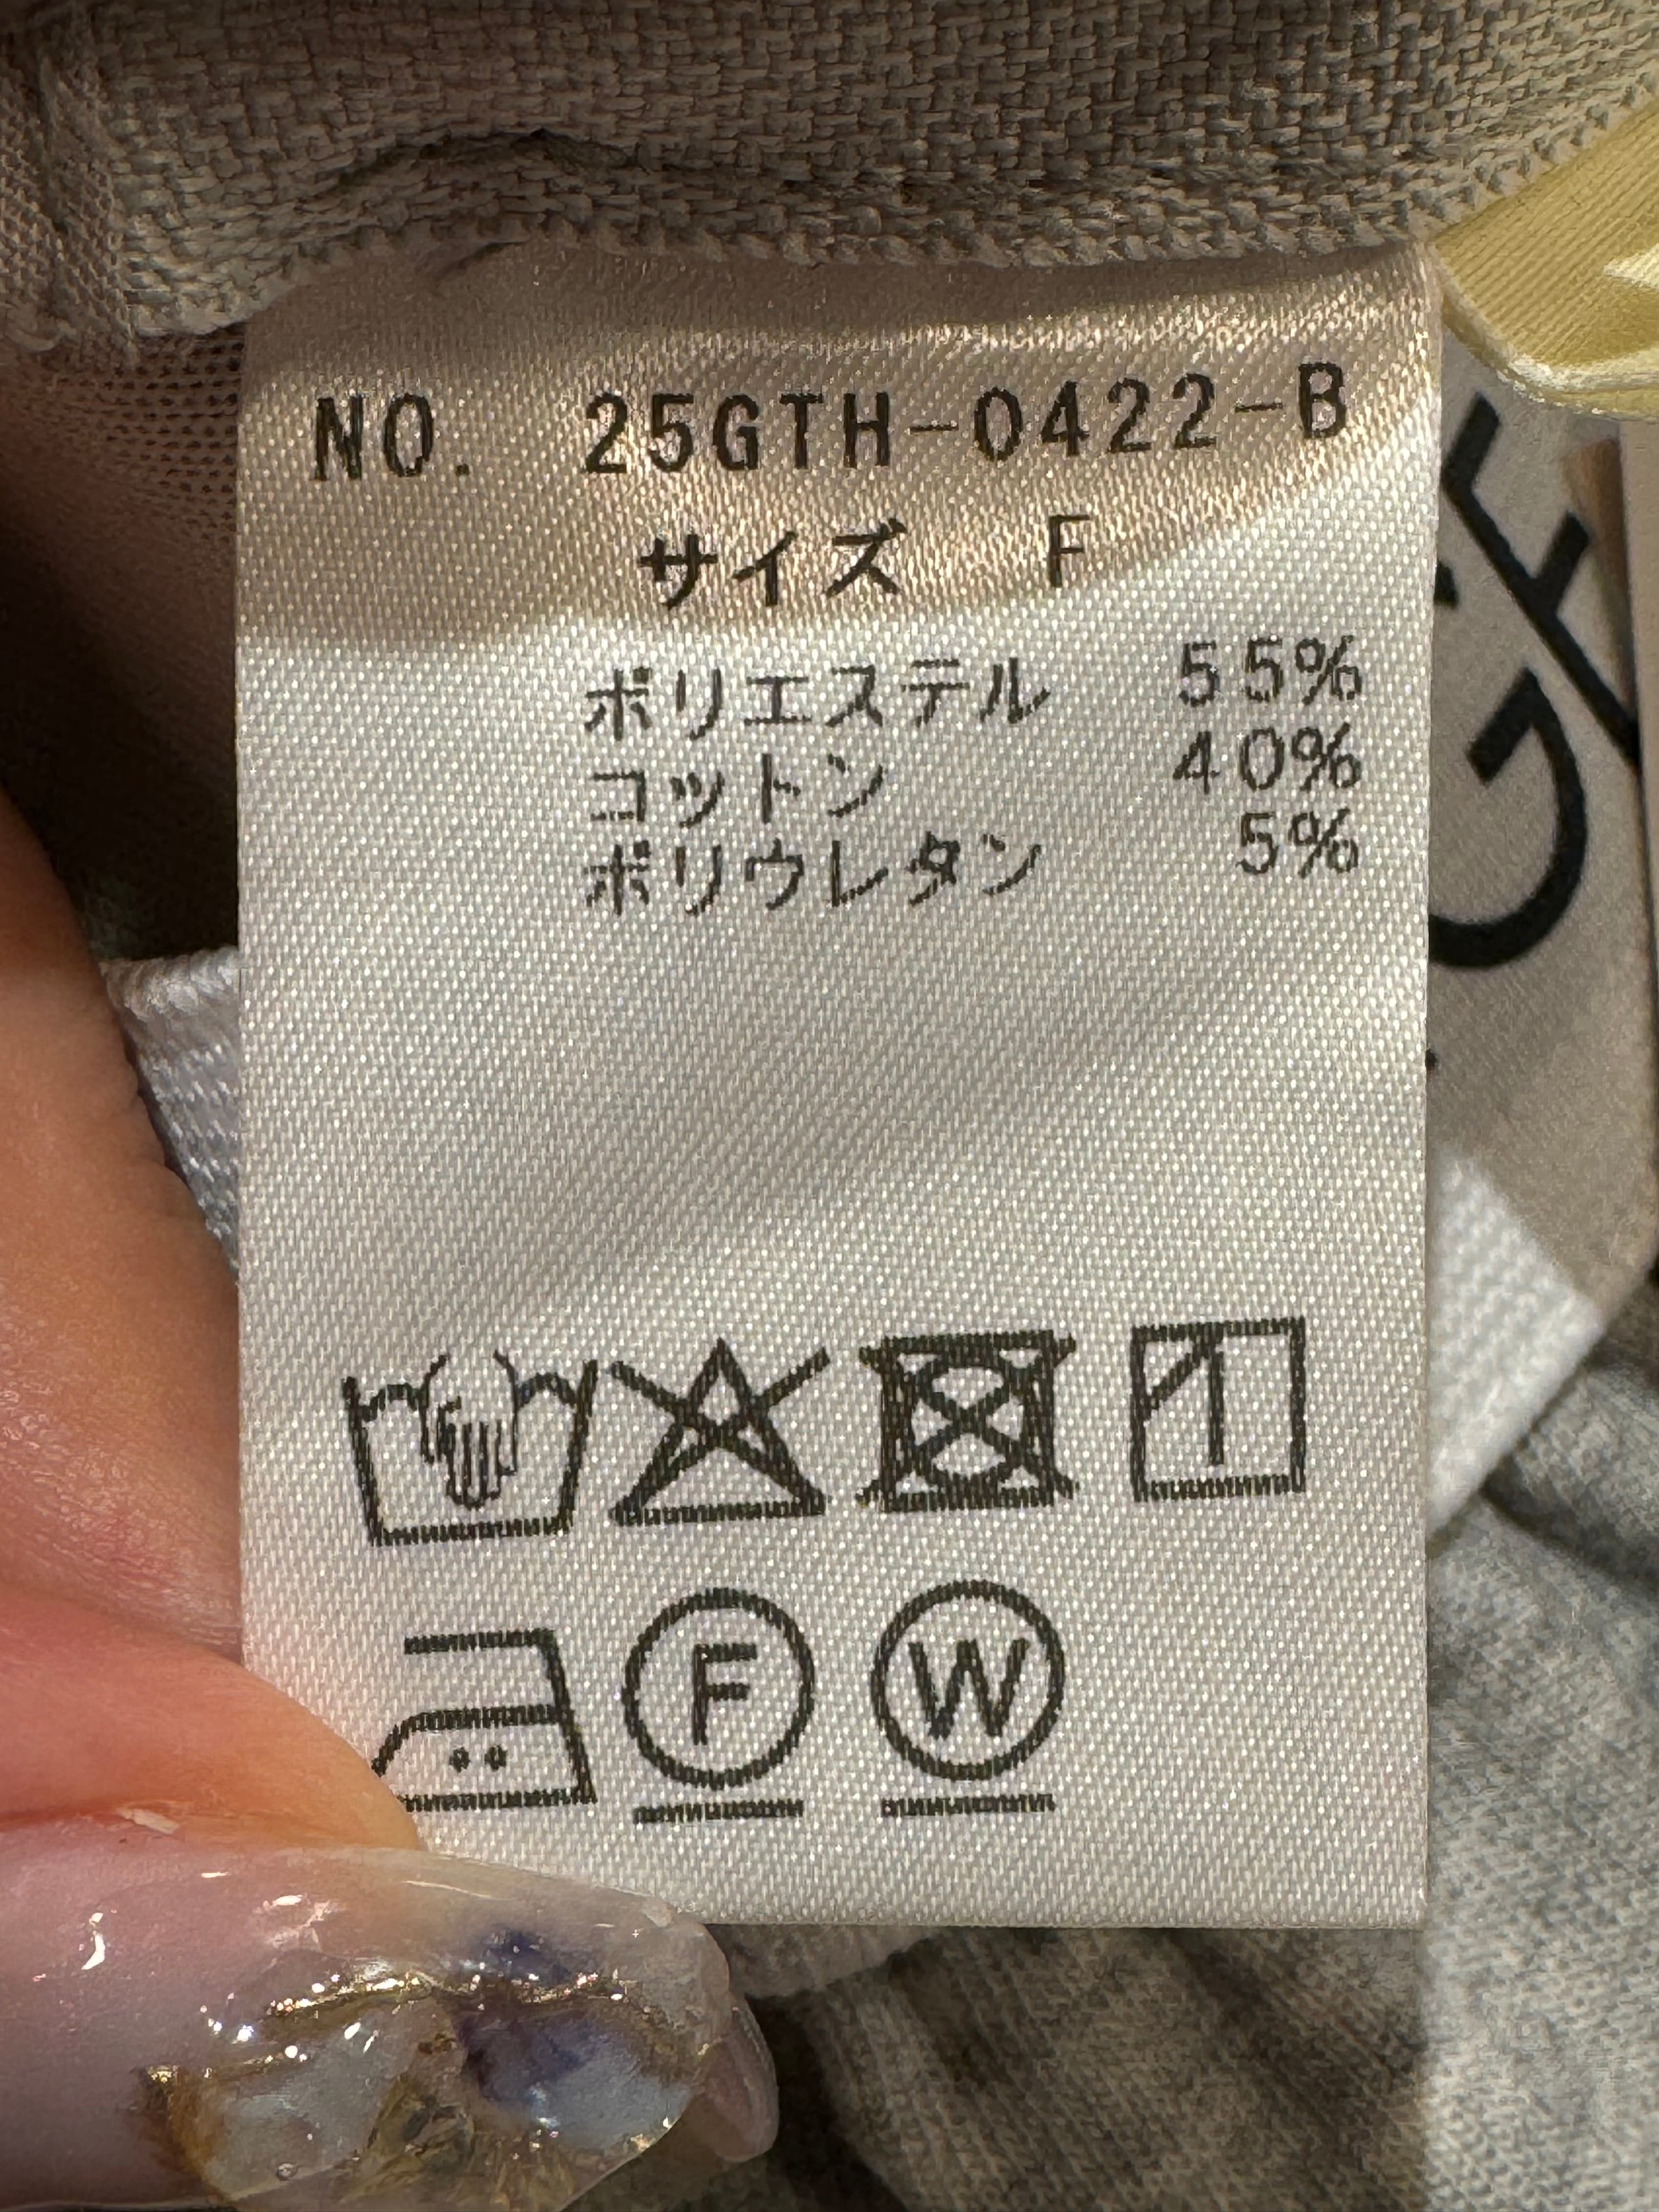 NO. 25GTH-0422-B
サイズ F
ポリエステル 55%
コットン 40%
ポリウレタン 5%
F W